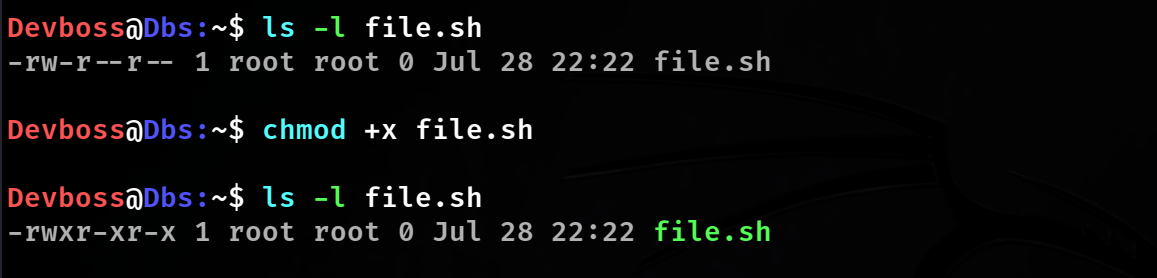 Devboss@Dbs:~$ ls -l file.sh
-rw-r--r-- 1 root root 0 Jul 28 22:22 file.sh
Devboss@Dbs:~$ chmod +x file.sh
Devboss@Dbs:~$ ls -l file.sh
-rwxr-xr-x 1 root root 0 Jul 28 22:22 file.sh